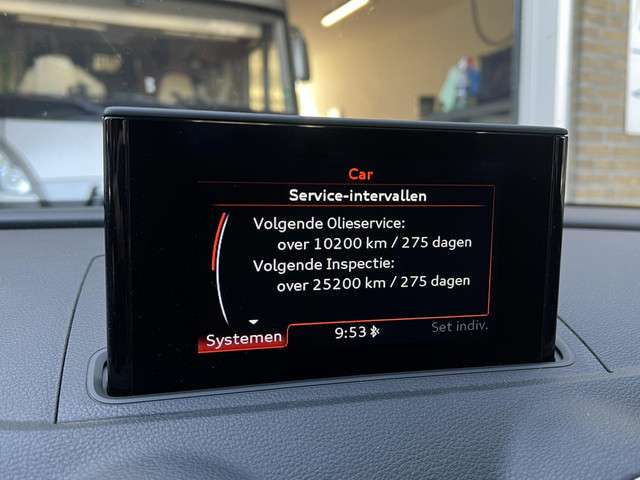 Car
Service-intervallen
Volgende Olieservice:
over 10200 km / 275 dagen
Volgende Inspectie:
over 25200 km / 275 dagen
Systemen
9:53
Set indiv.